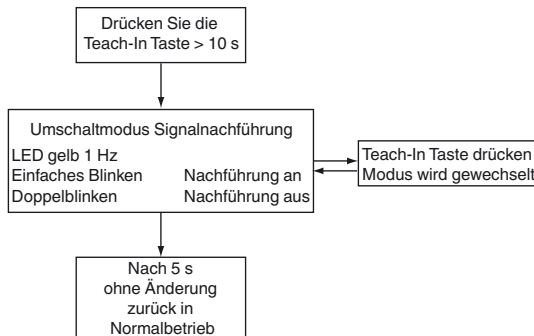 Drücken Sie die
Teach-In Taste > 10 s
Umschaltmodus Signalnachführung
LED gelb 1 Hz
Einfaches Blinken Nachführung an
Doppelblinken Nachführung aus
Teach-In Taste drücken
Modus wird gewechselt
Nach 5 s
ohne Änderung
zurück in
Normalbetrieb